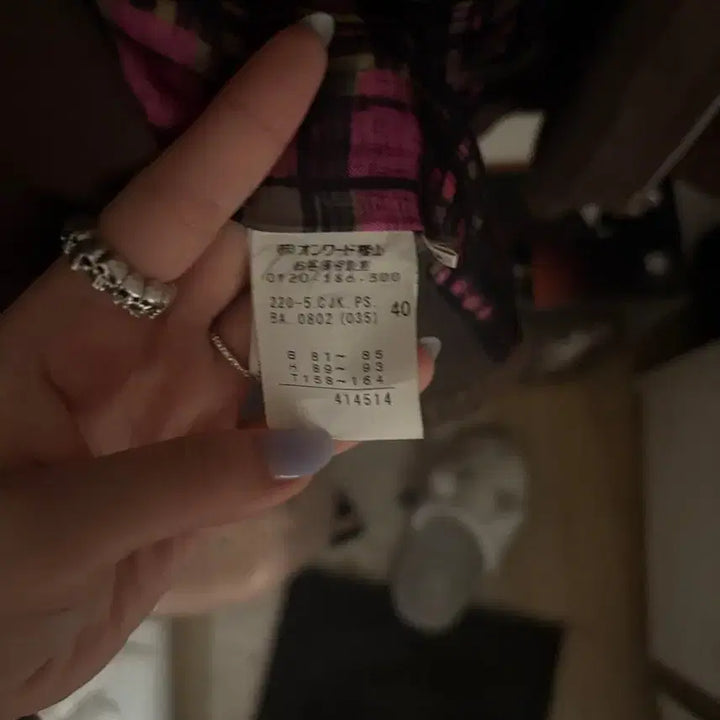 (株)オンワード樫山
お客様相談室
0120-186-300
220-5.CJK.PS.
BA.0802 (035) 40
B 81~ 85
H 89~ 93
T158~164
414514